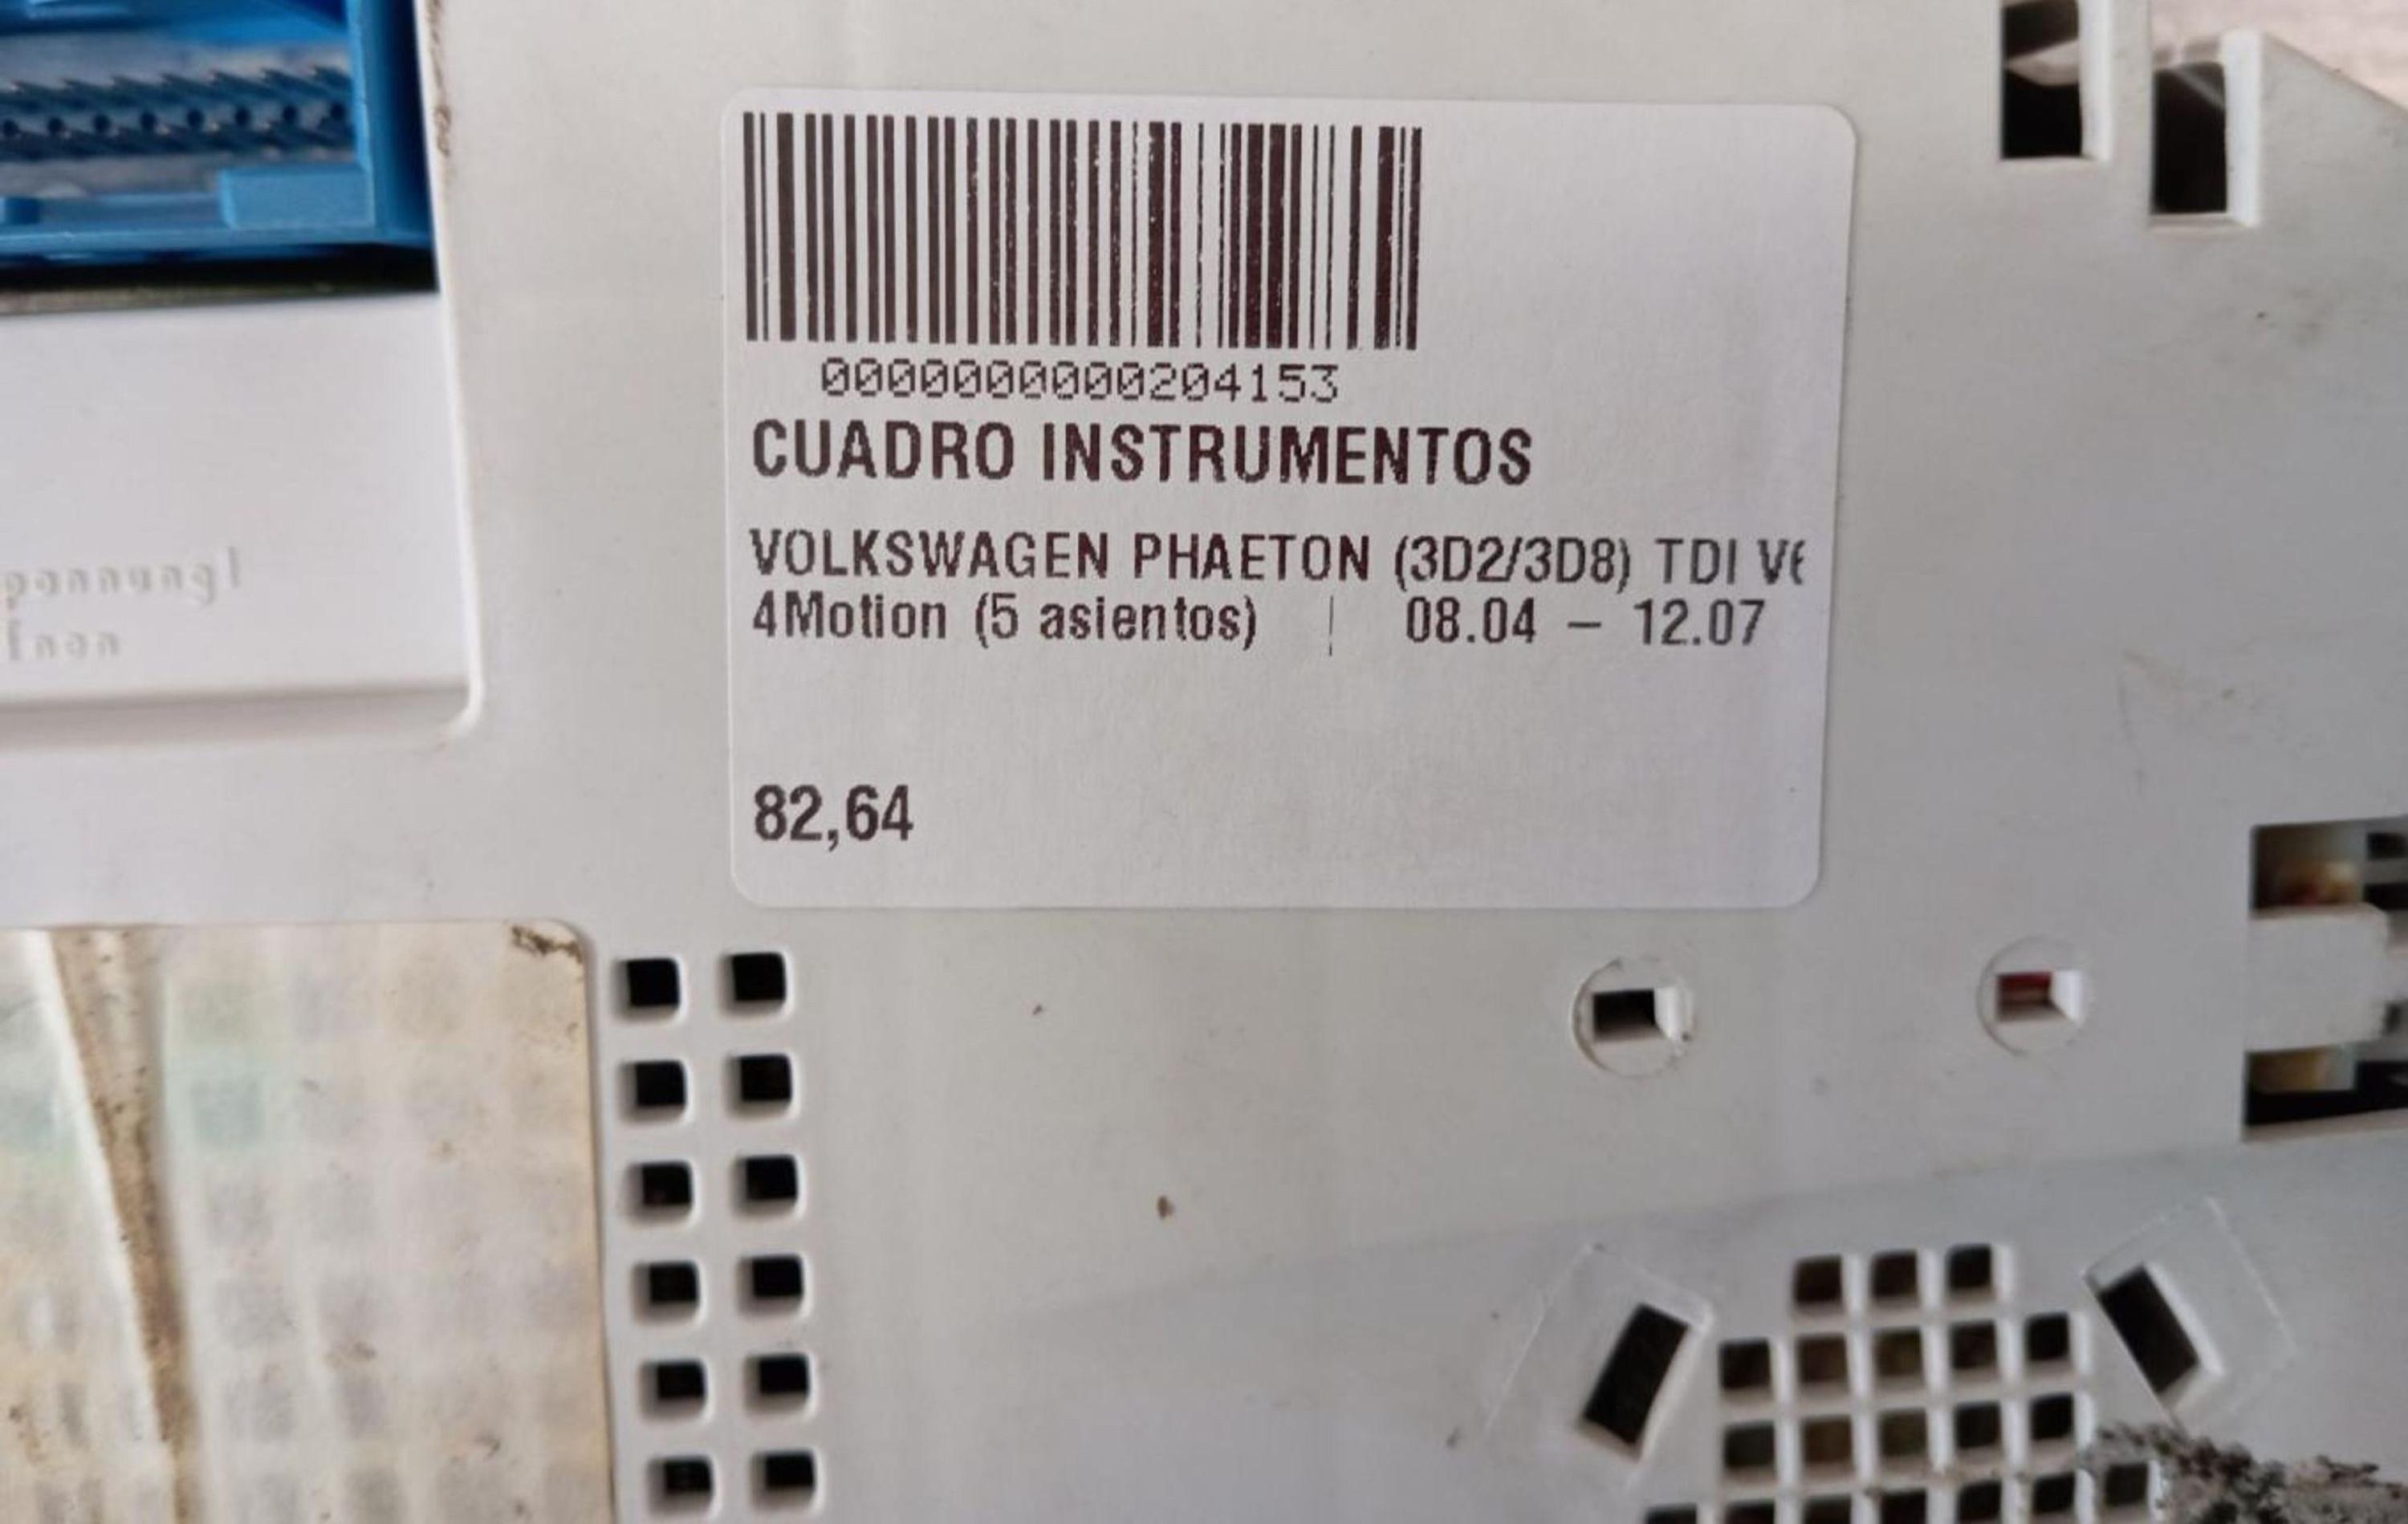 0000000000204153
CUADRO INSTRUMENTOS
VOLKSWAGEN PHAETON (3D2/3D8) TDI V6
4Motion (5 asientos) | 08.04 – 12.07
82,64